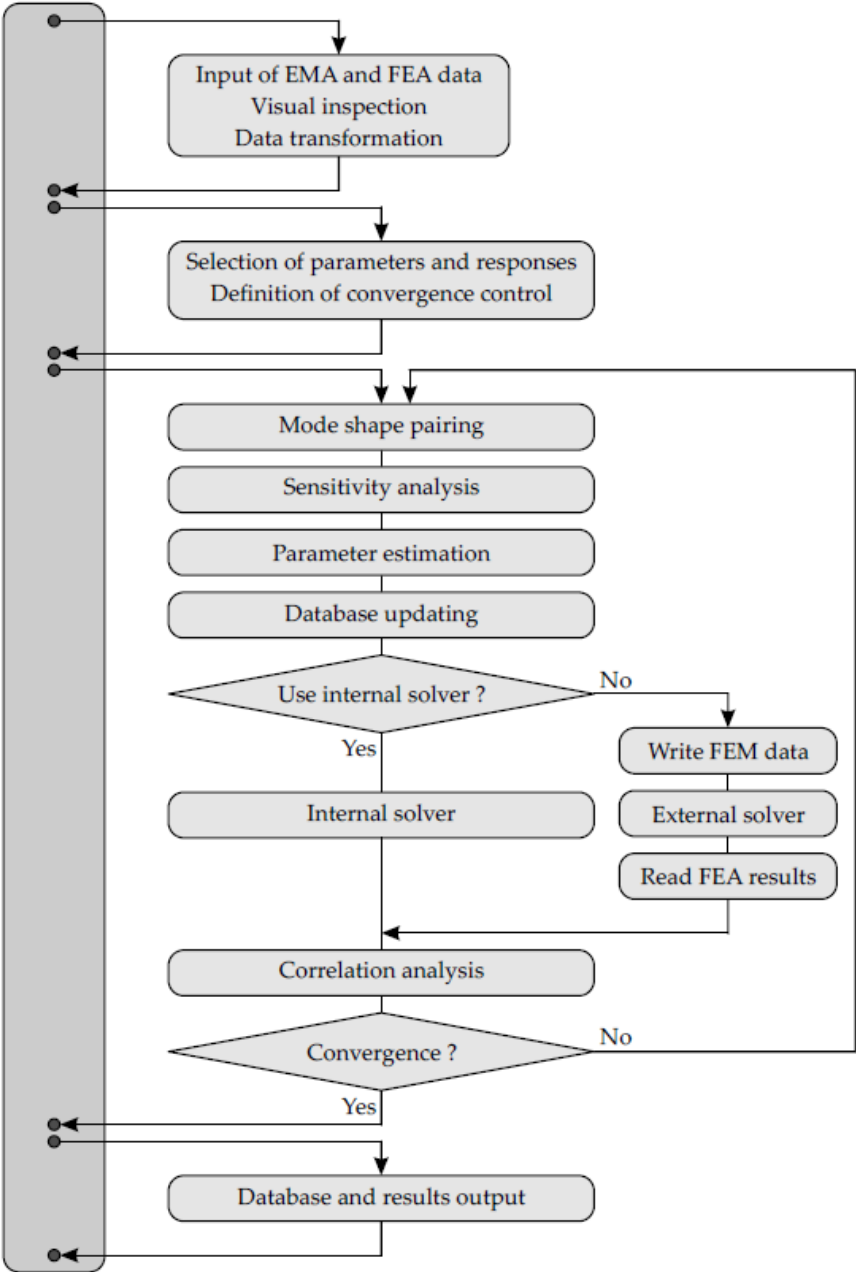 Input of EMA and FEA data
Visual inspection
Data transformation
Selection of parameters and responses
Definition of convergence control
Mode shape pairing
Sensitivity analysis
Parameter estimation
Database updating
Use internal solver ?
No
Yes
Write FEM data
Internal solver
External solver
Read FEA results
Correlation analysis
Convergence ?
No
Yes
Database and results output